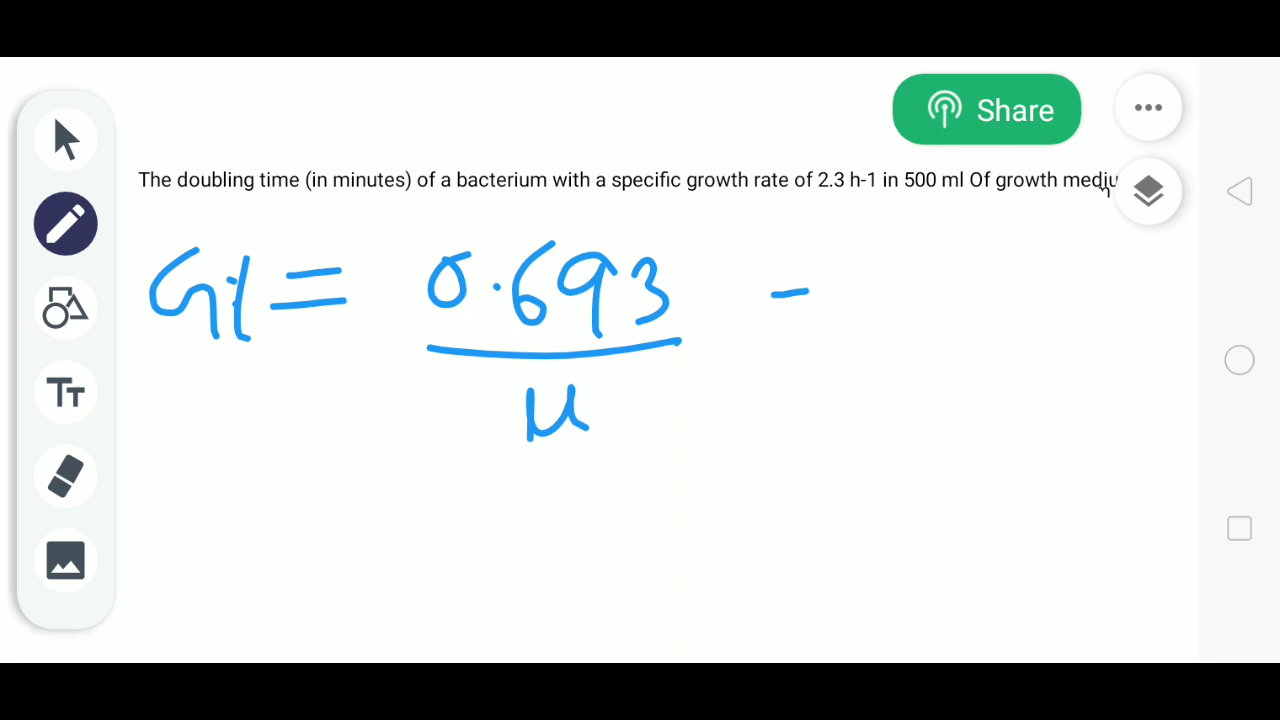 Share
The doubling time (in minutes) of a bacterium with a specific growth rate of 2.3 h-1 in 500 ml Of growth
Gt = 0.693 -
μ
TT